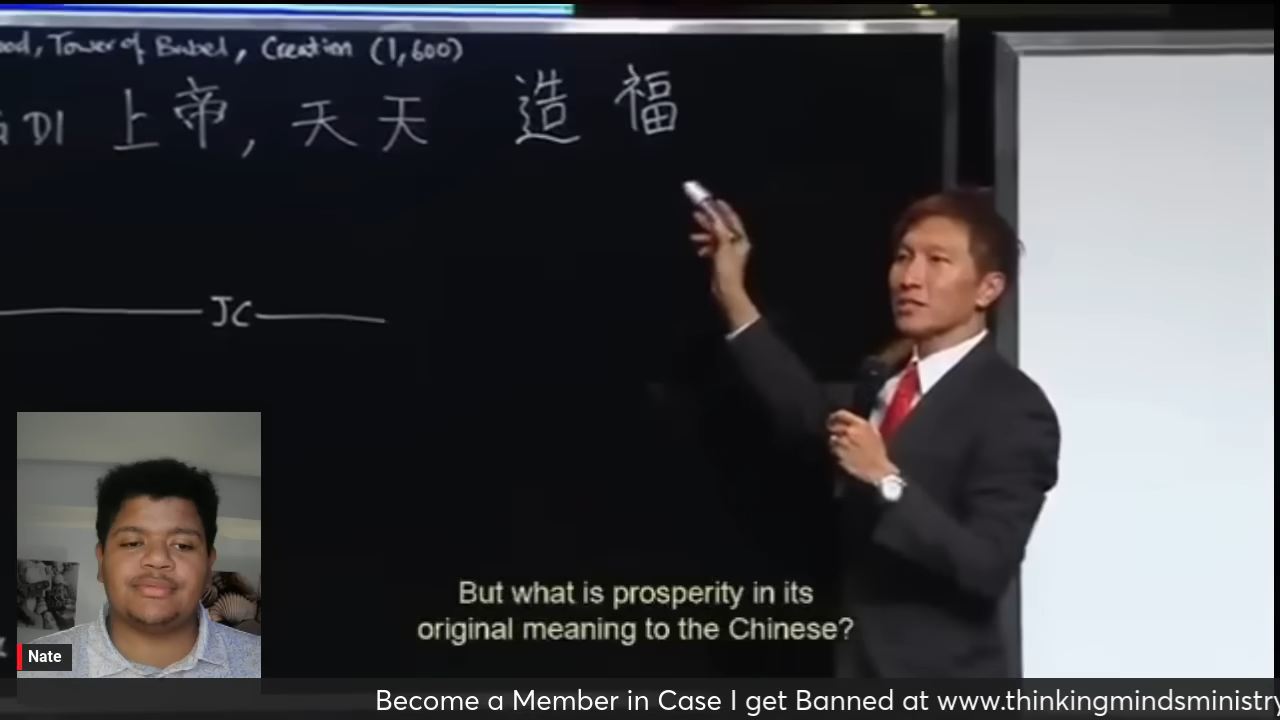 Tower of Babel, Creation (1,600)
DI 上帝, 天天 造 福
JC
Nate
But what is prosperity in its
original meaning to the Chinese?
Become a Member in Case I get Banned at www.thinkingmindsministry